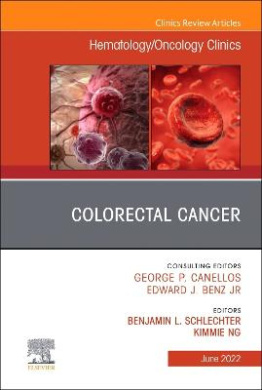 Clinics Review Articles
Hematology/Oncology Clinics
COLORECTAL CANCER
CONSULTING EDITORS
GEORGE P. CANELLOS
EDWARD J. BENZ JR
EDITORS
BENJAMIN L. SCHLECHTER
KIMMIE NG
ELSEVIER
June 2022